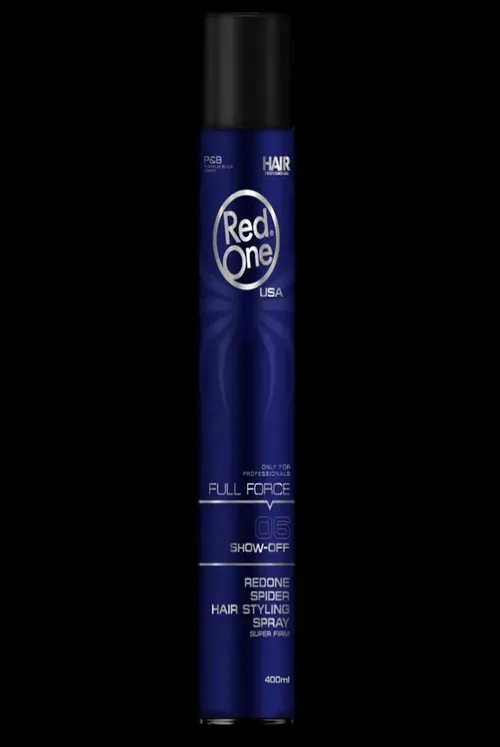 P&B
HAIR
PROFESSIONAL
Red
One
USA
ONLY FOR
PROFESSIONALS
FULL FORCE
06
SHOW-OFF
REDONE
SPIDER
HAIR STYLING
SPRAY
SUPER FIRM
400ml